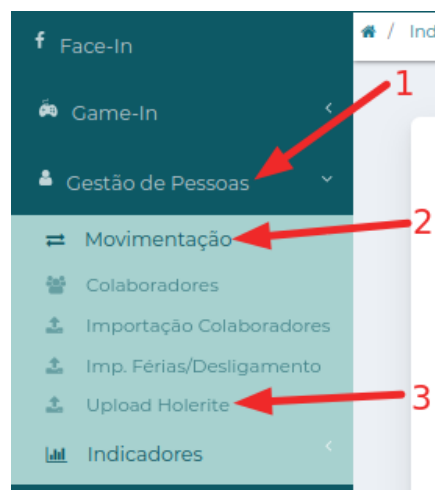 Face-In
/ Ind
1
Game-In
Gestão de Pessoas
Movimentação
2
Colaboradores
Importação Colaboradores
Imp. Férias/Desligamento
Upload Holerite
3
Indicadores